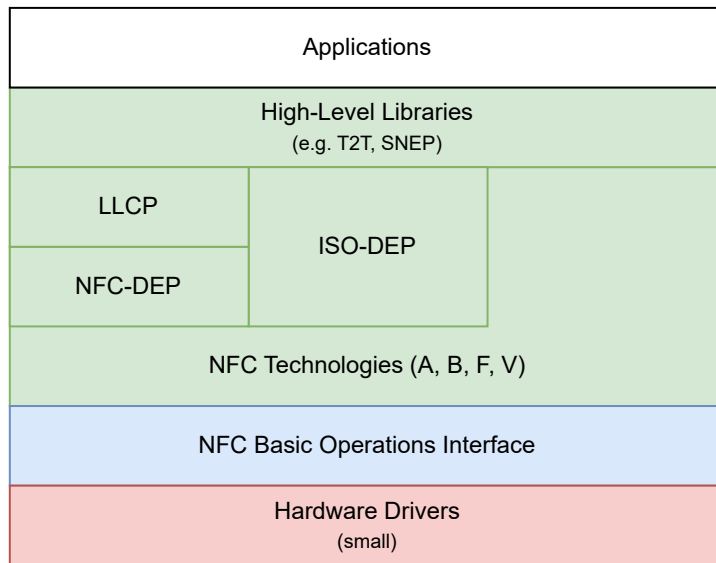 Applications
High-Level Libraries
(e.g. T2T, SNEP)
LLCP
ISO-DEP
NFC-DEP
NFC Technologies (A, B, F, V)
NFC Basic Operations Interface
Hardware Drivers
(small)